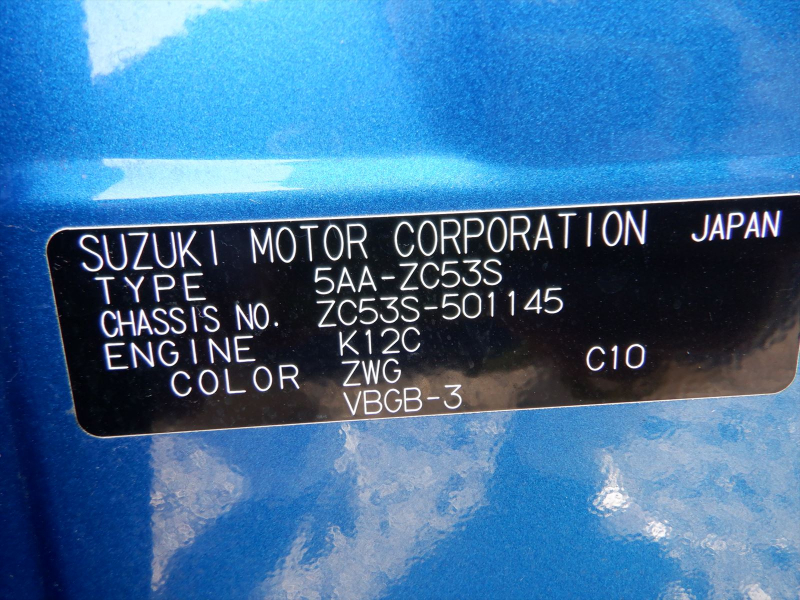 SUZUKI MOTOR CORPORATION JAPAN
TYPE 5AA-ZC53S
CHASSIS NO. ZC53S-501145
ENGINE K12C
COLOR ZWG C10
VBGB-3